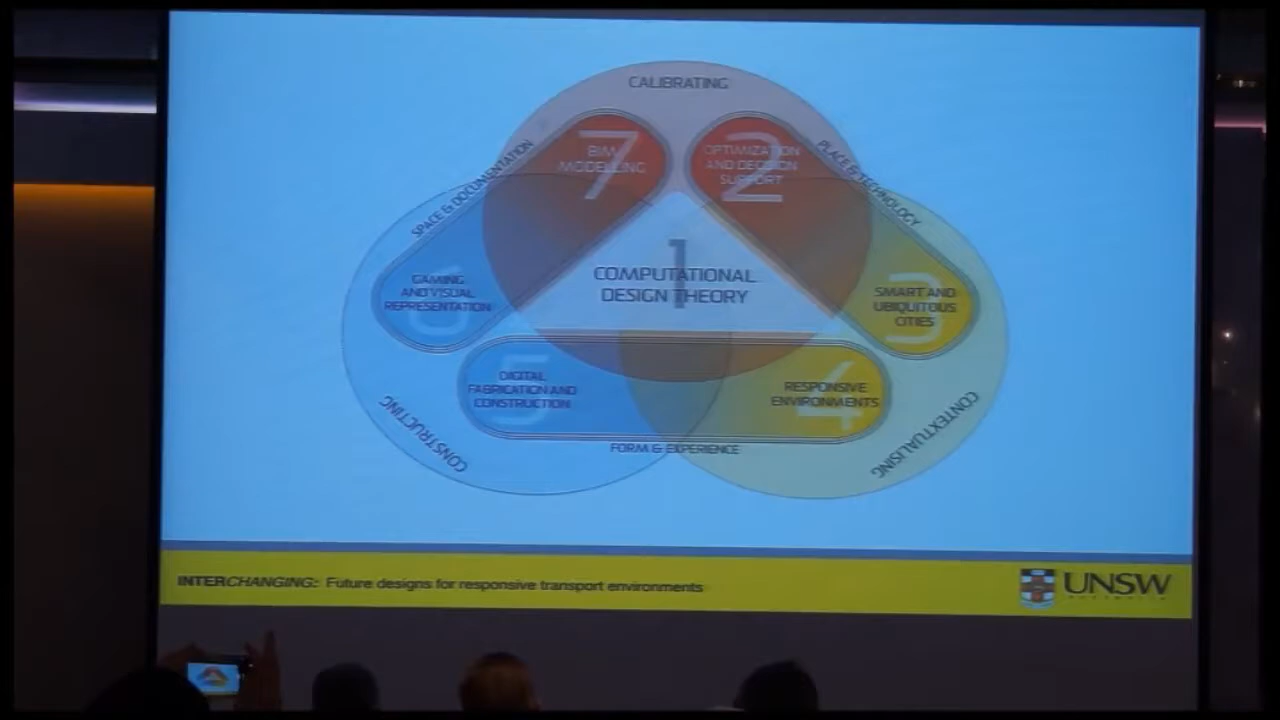 CALIBRATING
SPACE & DOCUMENTATION
PLACE & TECHNOLOGY
7
BIM
MODELLING
2
OPTIMIZATION
AND DECISION
SUPPORT
1
COMPUTATIONAL
DESIGN THEORY
6
GAMING
AND VISUAL
REPRESENTATION
3
SMART AND
UBIQUITOUS
CITIES
5
DIGITAL
FABRICATION AND
CONSTRUCTION
4
RESPONSIVE
ENVIRONMENTS
CONSTRUCTING
FORM & EXPERIENCE
CONTEXTUALISING
INTERCHANGING: Future designs for responsive transport environments
UNSW
AUSTRALIA